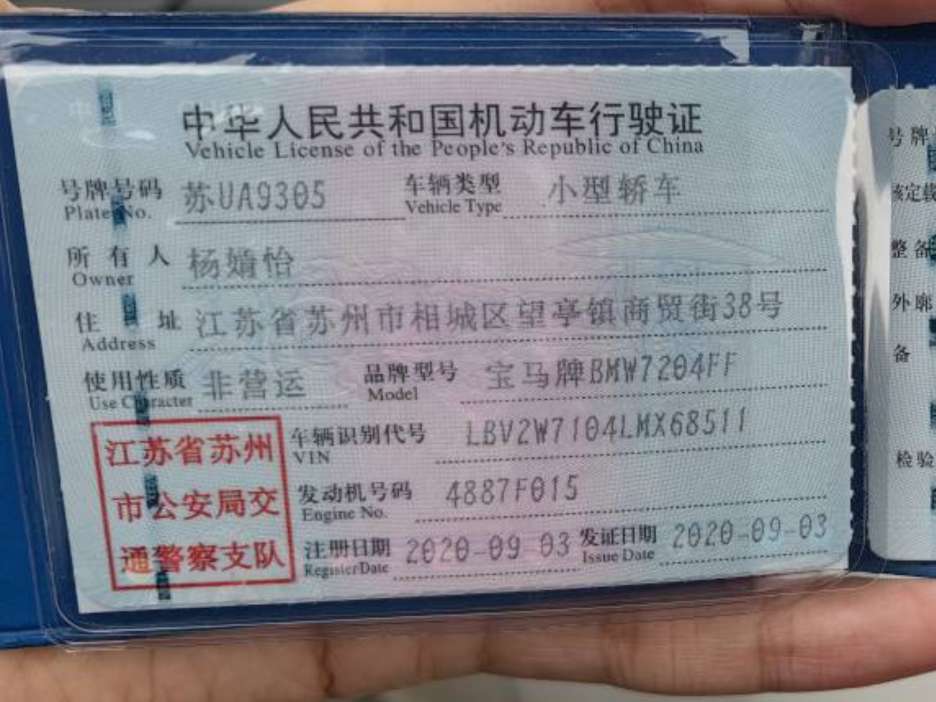 中华人民共和国机动车行驶证
Vehicle License of the People's Republic of China
号牌号码 苏UA9305 车辆类型 小型轿车
Plate No. Vehicle Type
所有人 杨婧怡
Owner
住址 江苏省苏州市相城区望亭镇商贸街38号
Address
使用性质 非营运 品牌型号 宝马牌BMW7204FF
Use Character Model
江苏省苏州
市公安局交
通警察支队
车辆识别代号 LBV2W7104LMX68511
VIN
发动机号码 4887F015
Engine No.
注册日期 2020-09-03 发证日期 2020-09-03
Register Date Issue Date
号牌
核定载
整备
外廓
备
检验